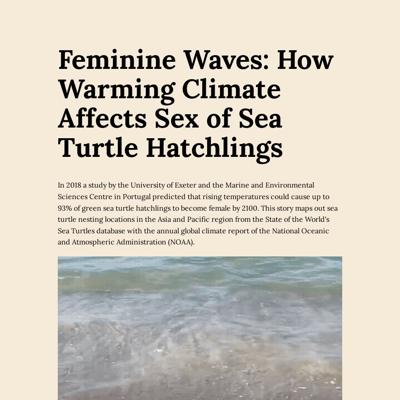 Feminine Waves: How
Warming Climate
Affects Sex of Sea
Turtle Hatchlings
In 2018 a study by the University of Exeter and the Marine and Environmental
Sciences Centre in Portugal predicted that rising temperatures could cause up to
93% of green sea turtle hatchlings to become female by 2100. This story maps out sea
turtle nesting locations in the Asia and Pacific region from the State of the World's
Sea Turtles database with the annual global climate report of the National Oceanic
and Atmospheric Administration (NOAA).